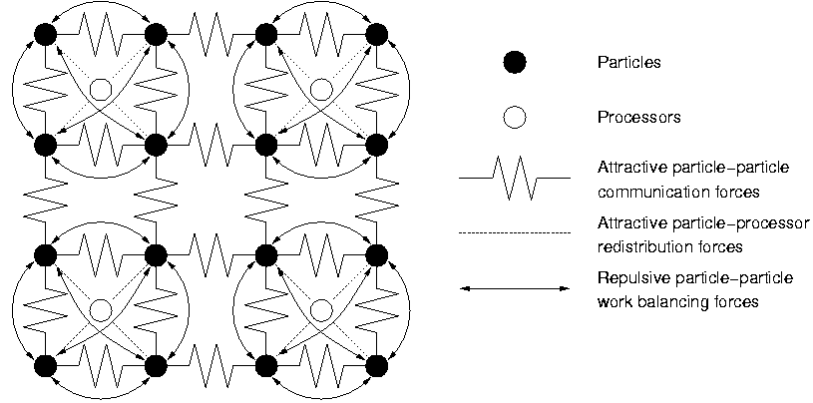 Particles
Processors
Attractive particle−particle
communication forces
Attractive particle−processor
redistribution forces
Repulsive particle−particle
work balancing forces